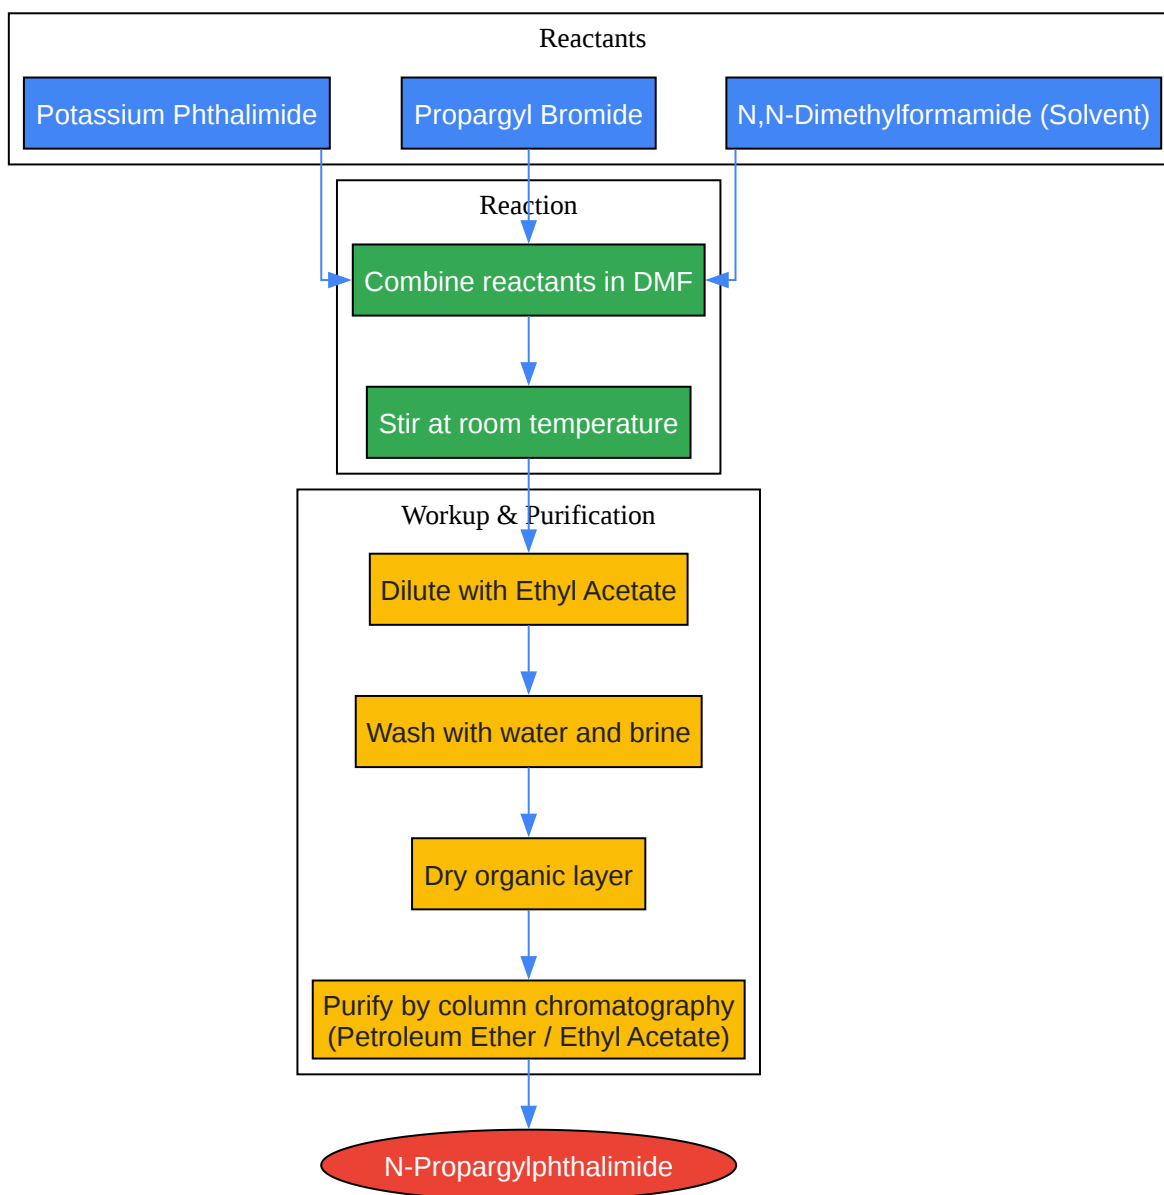 Reactants
Potassium Phthalimide
Propargyl Bromide
N,N-Dimethylformamide (Solvent)
Reaction
Combine reactants in DMF
Stir at room temperature
Workup & Purification
Dilute with Ethyl Acetate
Wash with water and brine
Dry organic layer
Purify by column chromatography
(Petroleum Ether / Ethyl Acetate)
N-Propargylphthalimide